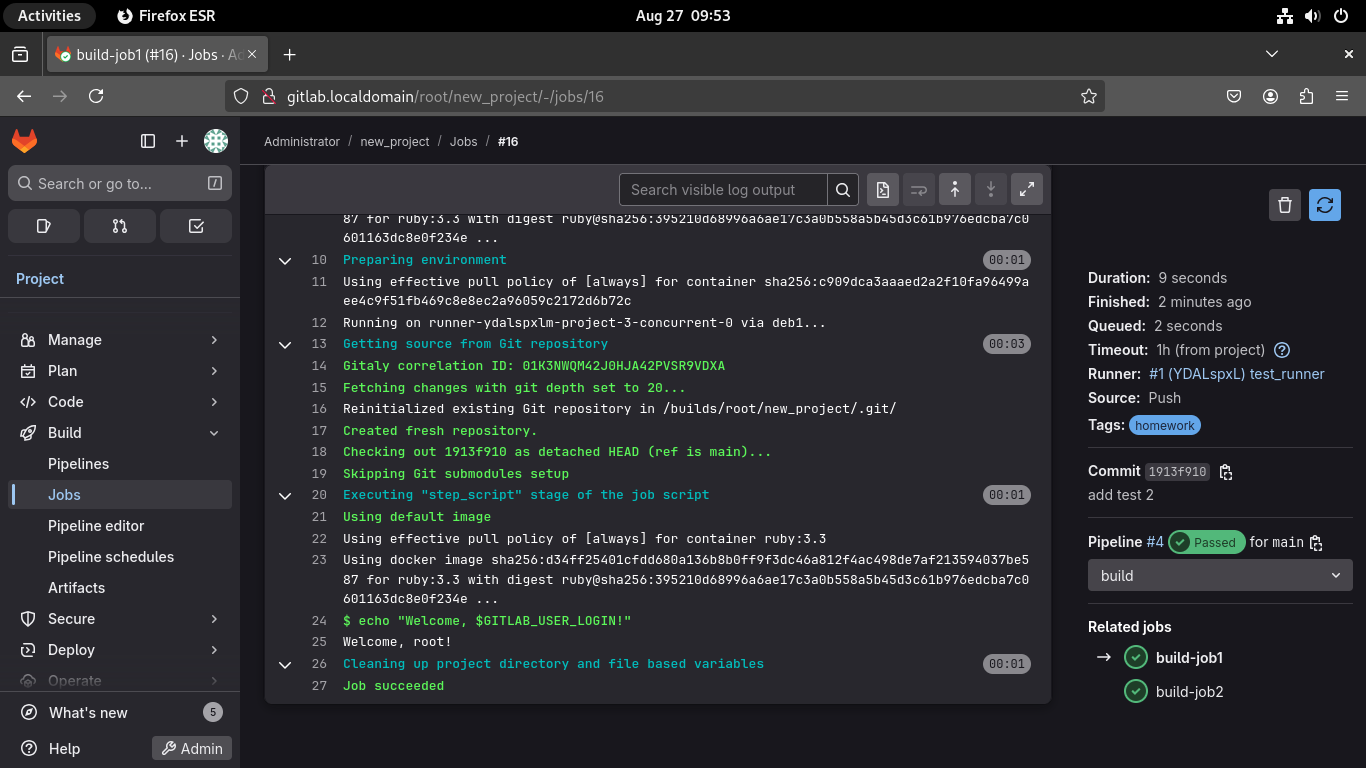 Activities
Firefox ESR
Aug 27 09:53
build-job1 (#16) · Jobs · Ad
gitlab.localdomain/root/new_project/-/jobs/16
Search or go to...
/
Project
Manage
Plan
Code
Build
Pipelines
Jobs
Pipeline editor
Pipeline schedules
Artifacts
Secure
Deploy
Operate
What's new
5
Help
Admin
Administrator / new_project / Jobs / #16
Search visible log output
87 for ruby:3.3 with digest ruby@sha256:395210d68996a6ae17c3a0b558a5b45d3c61b976edcba7c0
601163dc8e0f234e ...
10 Preparing environment 00:01
11 Using effective pull policy of [always] for container sha256:c909dca3aaaed2a2f10fa96499a
ee4c9f51fb469c8e8ec2a96059c2172d6b72c
12 Running on runner-ydalspxlm-project-3-concurrent-0 via deb1...
13 Getting source from Git repository 00:03
14 Gitaly correlation ID: 01K3NWQM42J0HJA42PVSR9VDXA
15 Fetching changes with git depth set to 20...
16 Reinitialized existing Git repository in /builds/root/new_project/.git/
17 Created fresh repository.
18 Checking out 1913f910 as detached HEAD (ref is main)...
19 Skipping Git submodules setup
20 Executing "step_script" stage of the job script 00:01
21 Using default image
22 Using effective pull policy of [always] for container ruby:3.3
23 Using docker image sha256:d34ff25401cfdd680a136b8b0ff9f3dc46a812f4ac498de7af213594037be5
87 for ruby:3.3 with digest ruby@sha256:395210d68996a6ae17c3a0b558a5b45d3c61b976edcba7c0
601163dc8e0f234e ...
24 $ echo "Welcome, $GITLAB_USER_LOGIN!"
25 Welcome, root!
26 Cleaning up project directory and file based variables 00:01
27 Job succeeded
Duration: 9 seconds
Finished: 2 minutes ago
Queued: 2 seconds
Timeout: 1h (from project)
Runner: #1 (YDALspxL) test_runner
Source: Push
Tags: homework
Commit 1913f910
add test 2
Pipeline #4 Passed for main
build
Related jobs
→ build-job1
build-job2